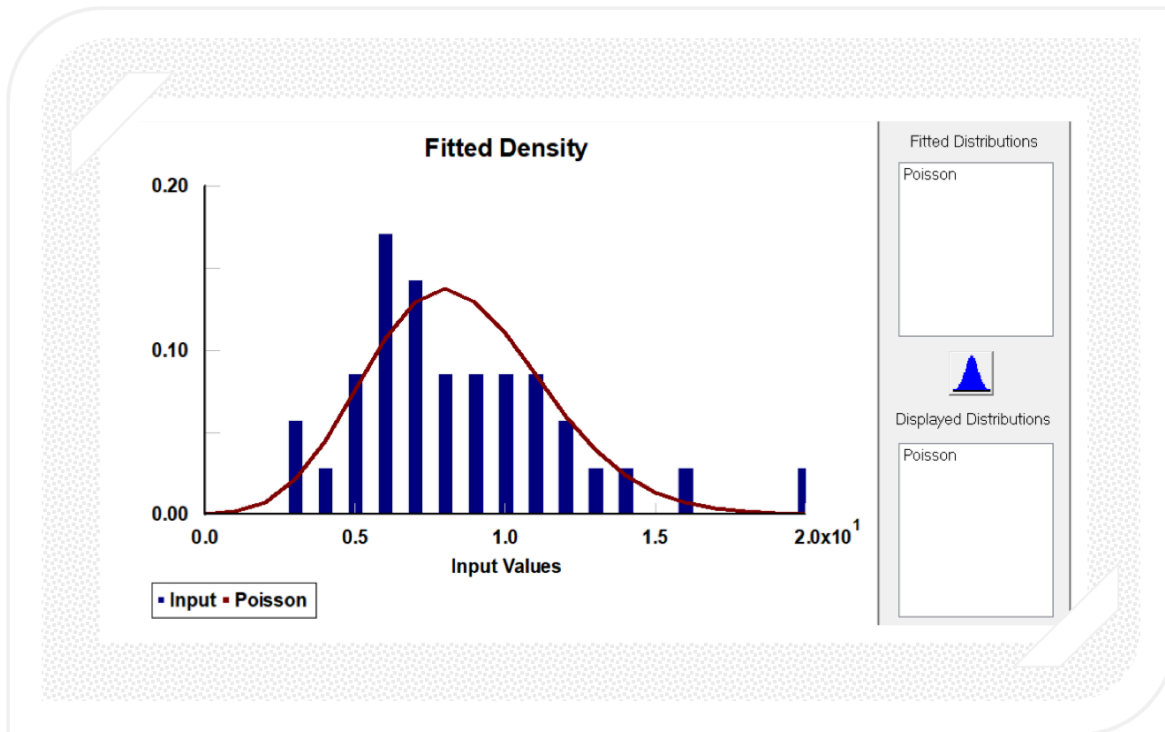 Fitted Density
0.20
0.10
0.00
0.0
0.5
1.0
1.5
2.0x10^1
Input Values
Input
Poisson
Fitted Distributions
Poisson
Displayed Distributions
Poisson